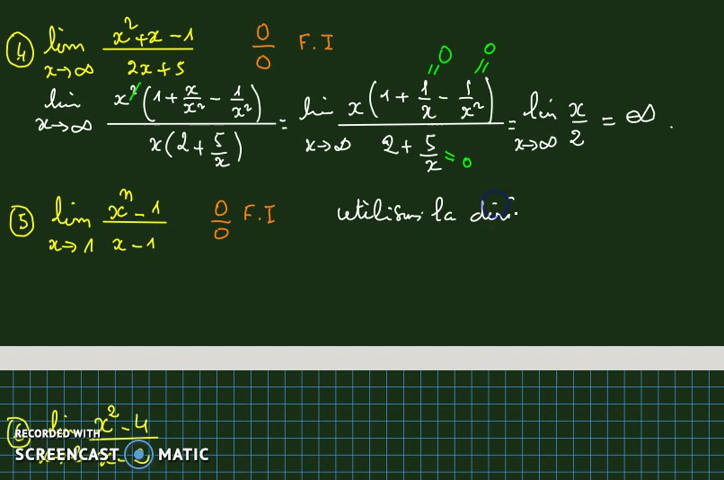 ④ lim x→∞ (x²+x-1)/(2x+5) 0/0 F.I
lim x→∞ x²(1+x/x²-1/x²)/x(2+5/x) = lim x→∞ x(1+1/x-1/x²)/(2+5/x) = lim x→∞ x/2 = ∞.
=0 =0
=0
⑤ lim x→1 (xⁿ-1)/(x-1) 0/0 F.I utilisons la divi
x²-4
RECORDED WITH
SCREENCAST MATIC